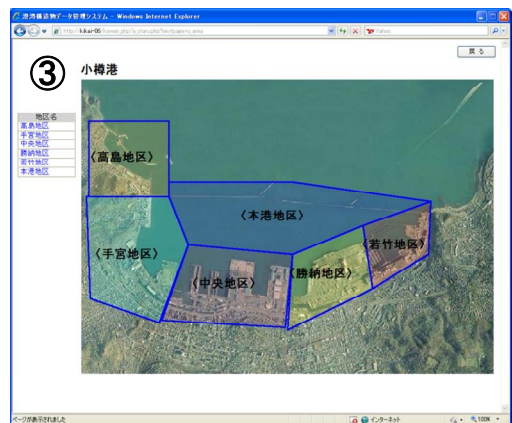 港湾構造物データ管理システム - Windows Internet Explorer
Yahoo
戻る
③
小樽港
地区名
高島地区
手宮地区
中央地区
勝納地区
若竹地区
本港地区
〈高島地区〉
〈本港地区〉
〈若竹地区〉
〈手宮地区〉
〈勝納地区〉
〈中央地区〉
ページが表示されました
インターネット
100%